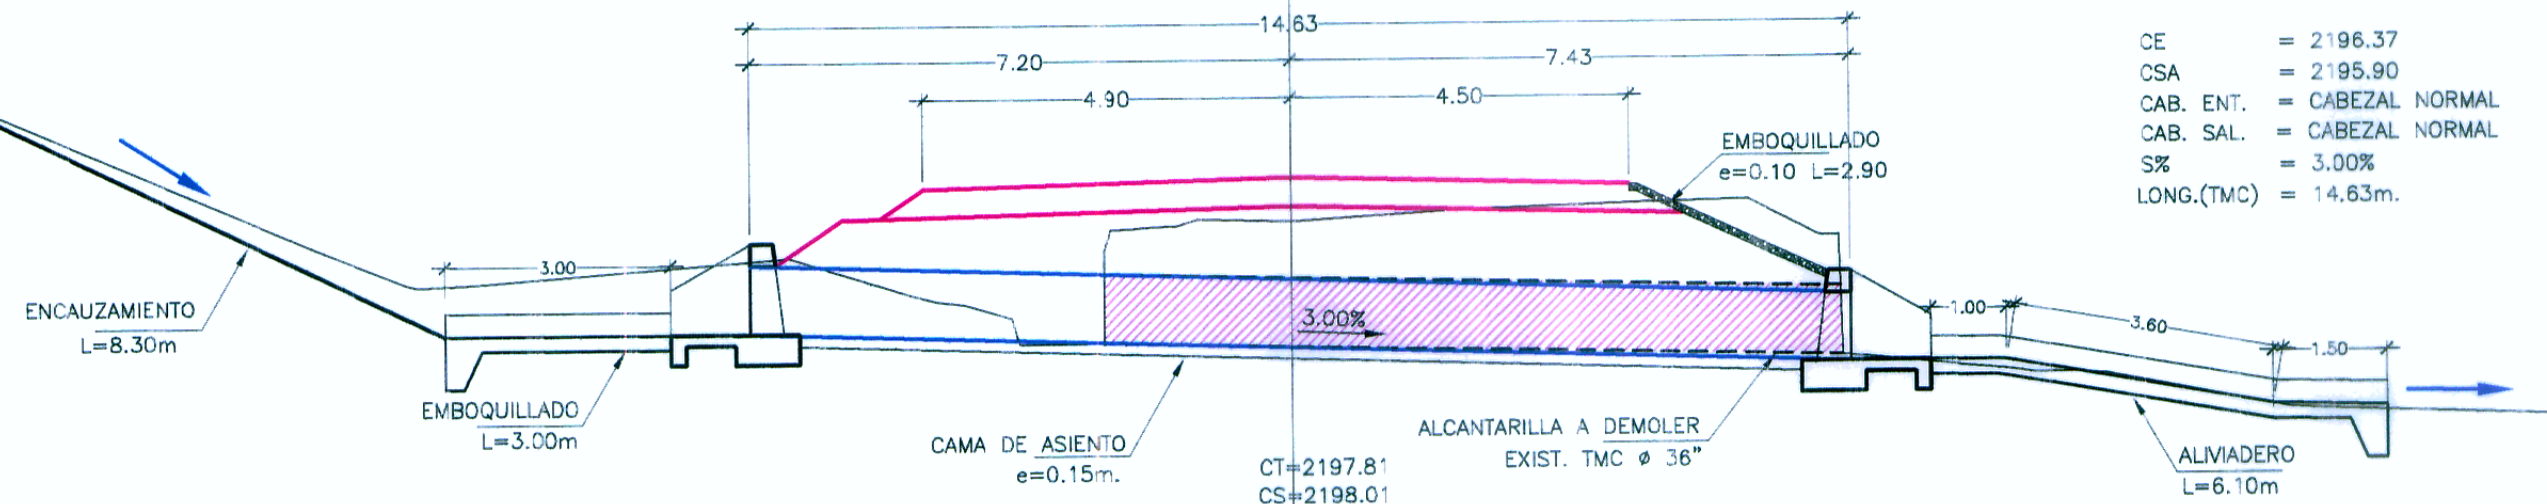 14.63
7.20
7.43
4.90
4.50
CE = 2196.37
CSA = 2195.90
CAB. ENT. = CABEZAL NORMAL
CAB. SAL. = CABEZAL NORMAL
S% = 3.00%
LONG.(TMC) = 14.63m.
EMBOQUILLADO
e=0.10 L=2.90
3.00
ENCAUZAMIENTO
L=8.30m
3.00%
1.00
3.60
1.50
EMBOQUILLADO
L=3.00m
CAMA DE ASIENTO
e=0.15m.
ALCANTARILLA A DEMOLER
EXIST. TMC ø 36"
ALIVIADERO
L=6.10m
CT=2197.81
CS=2198.01